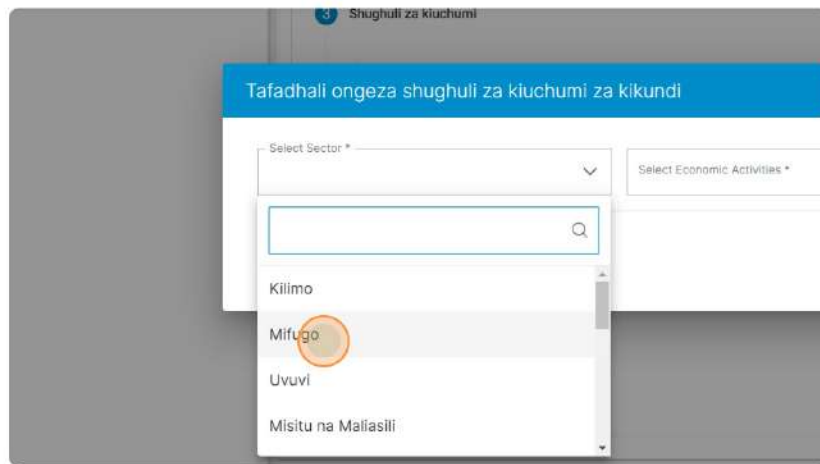 3 Shughuli za kiuchumi
Tafadhali ongeza shughuli za kiuchumi za kikundi
Select Sector *
Select Economic Activities *
Kilimo
Mifugo
Uvuvi
Misitu na Maliasili